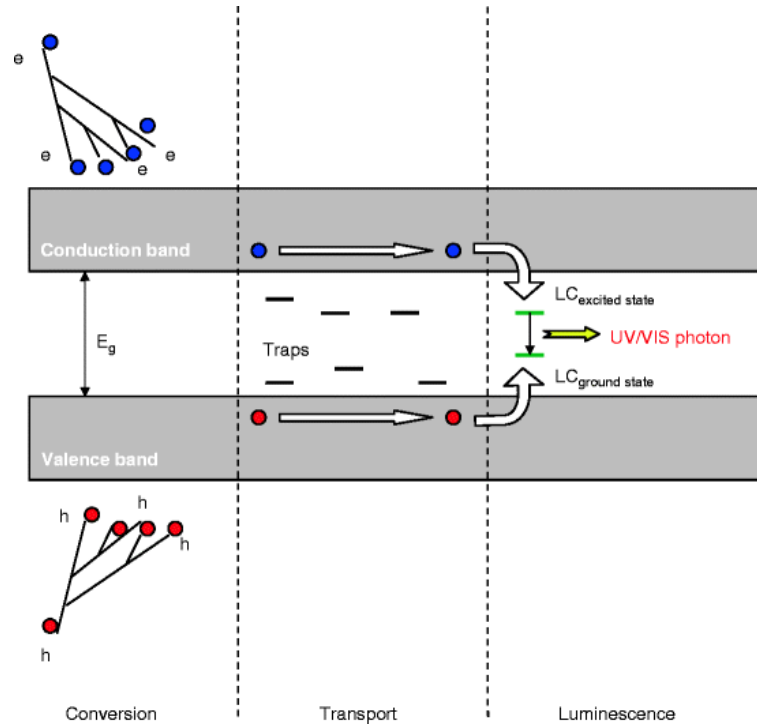 e
e
e
e
Conduction band
LCexcited state
Eg
Traps
UV/VIS photon
LCground state
Valence band
h
h
h
h
Conversion
Transport
Luminescence